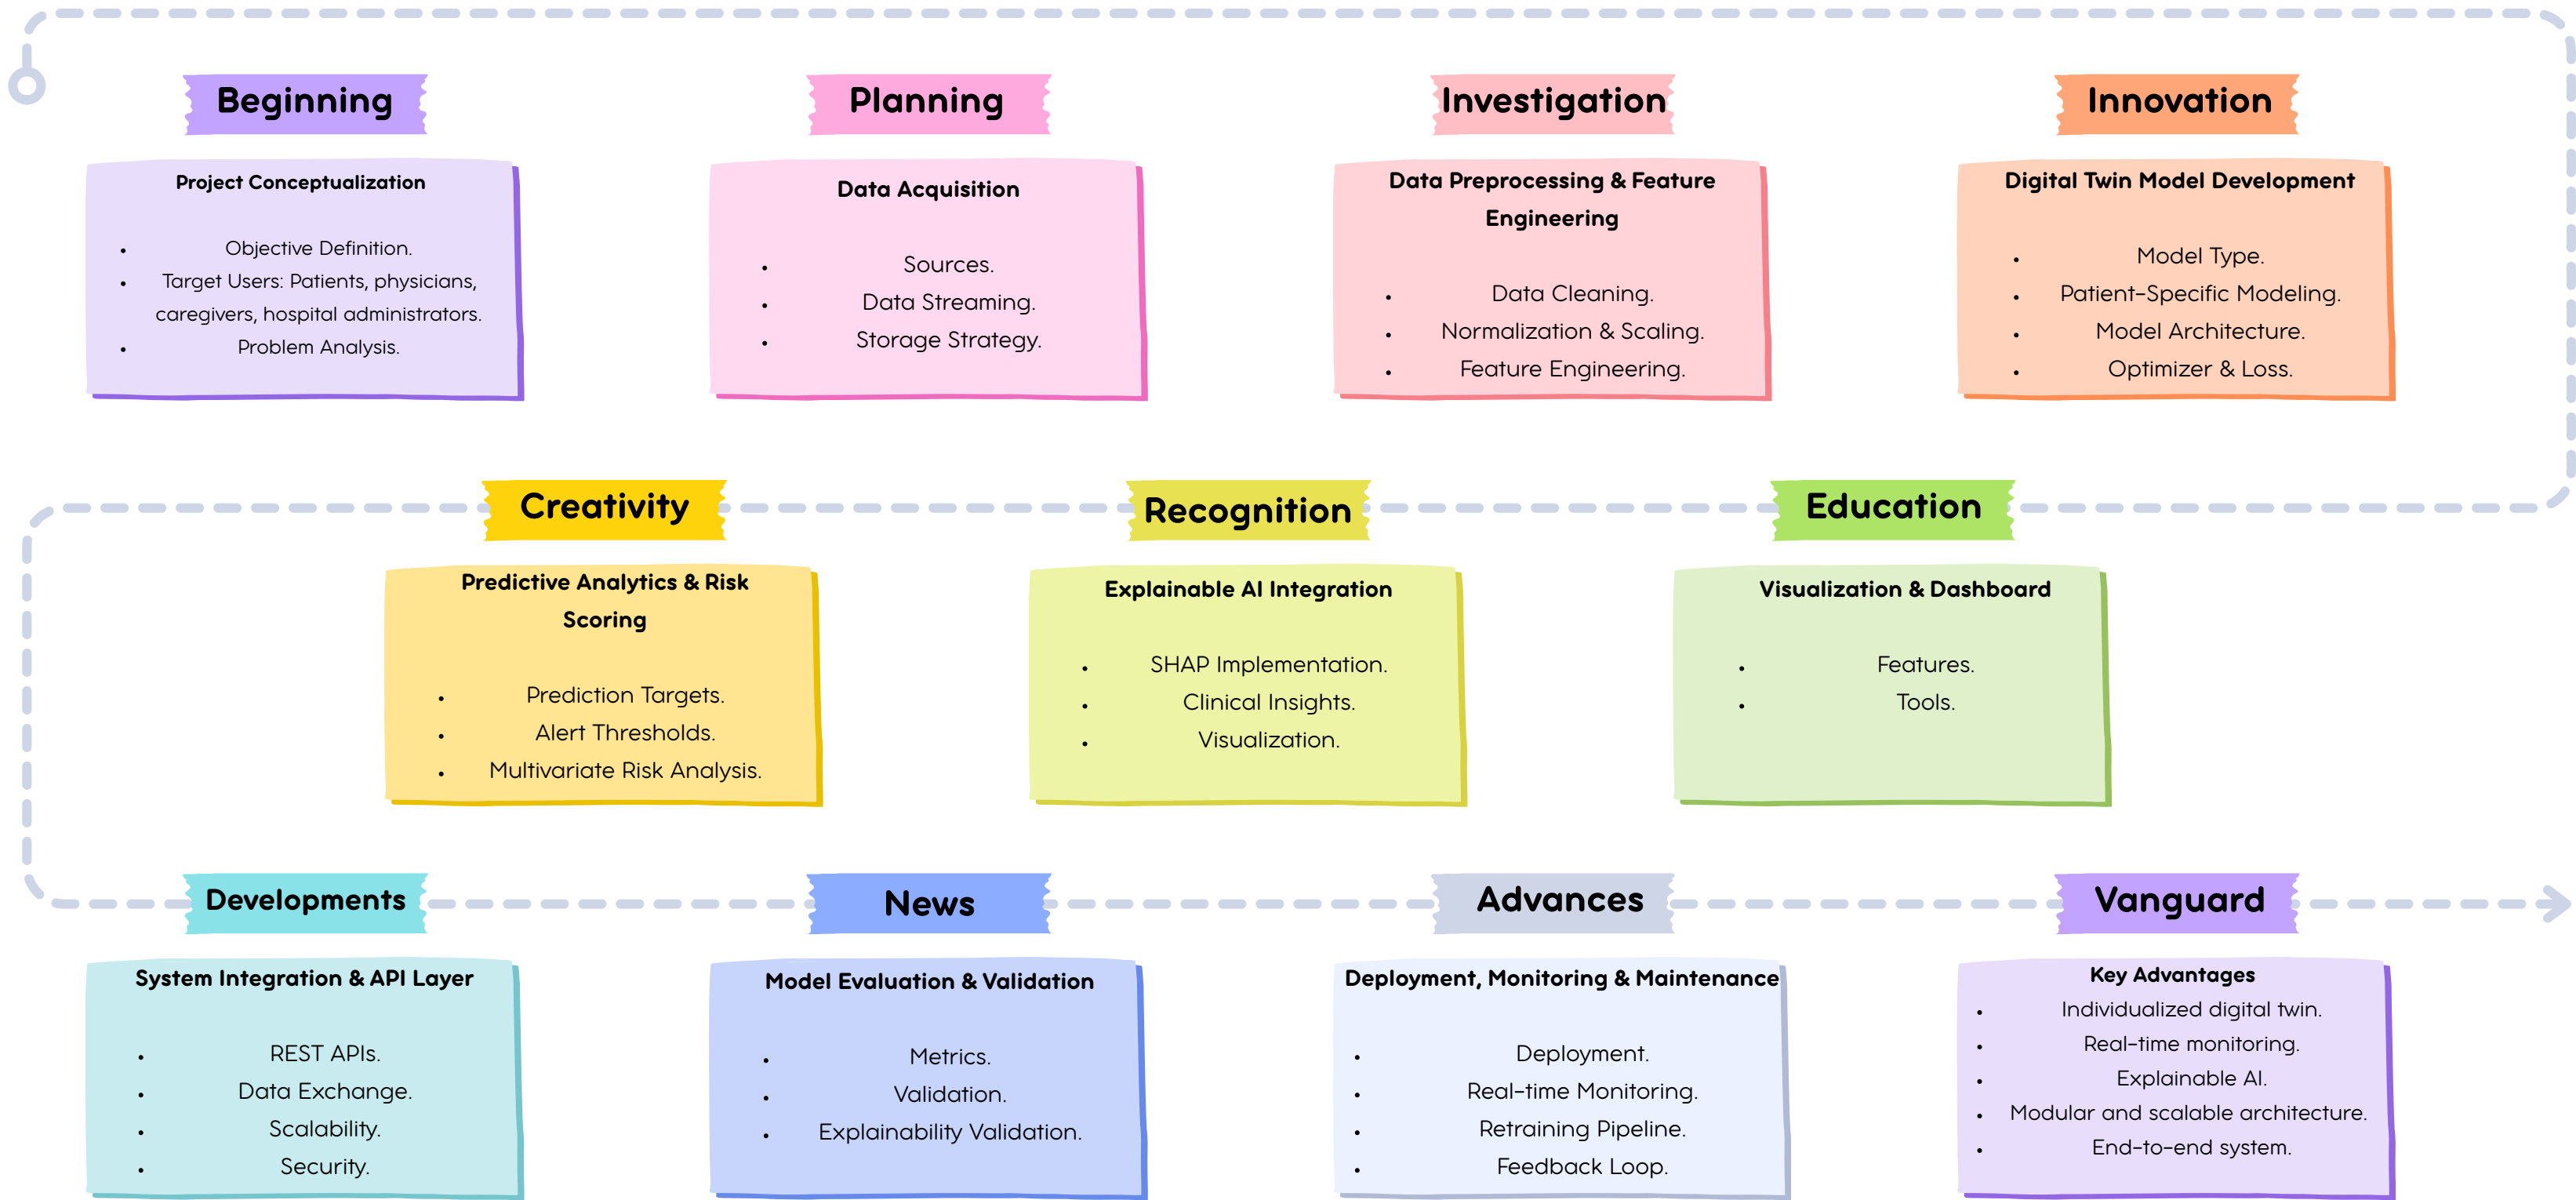 Beginning
Project Conceptualization
• Objective Definition.
• Target Users: Patients, physicians,
caregivers, hospital administrators.
• Problem Analysis.
Planning
Data Acquisition
• Sources.
• Data Streaming.
• Storage Strategy.
Investigation
Data Preprocessing & Feature
Engineering
• Data Cleaning.
• Normalization & Scaling.
• Feature Engineering.
Innovation
Digital Twin Model Development
• Model Type.
• Patient-Specific Modeling.
• Model Architecture.
• Optimizer & Loss.
Creativity
Predictive Analytics & Risk
Scoring
• Prediction Targets.
• Alert Thresholds.
• Multivariate Risk Analysis.
Recognition
Explainable AI Integration
• SHAP Implementation.
• Clinical Insights.
• Visualization.
Education
Visualization & Dashboard
• Features.
• Tools.
Developments
System Integration & API Layer
• REST APIs.
• Data Exchange.
• Scalability.
• Security.
News
Model Evaluation & Validation
• Metrics.
• Validation.
• Explainability Validation.
Advances
Deployment, Monitoring & Maintenance
• Deployment.
• Real-time Monitoring.
• Retraining Pipeline.
• Feedback Loop.
Vanguard
Key Advantages
• Individualized digital twin.
• Real-time monitoring.
• Explainable AI.
• Modular and scalable architecture.
• End-to-end system.